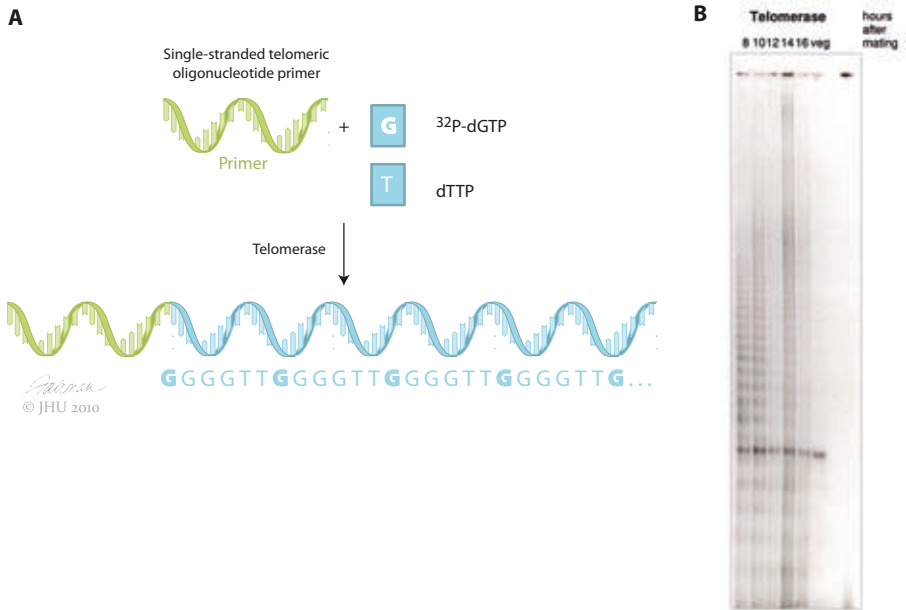 A
Single-stranded telomeric
oligonucleotide primer
+
G
32P-dGTP
Primer
T
dTTP
Telomerase
GGGGTTGGGGTTGGGGTTGGGGTTG...
© JHU 2010
B
Telomerase
hours
after
mating
8 10 12 14 16 veg